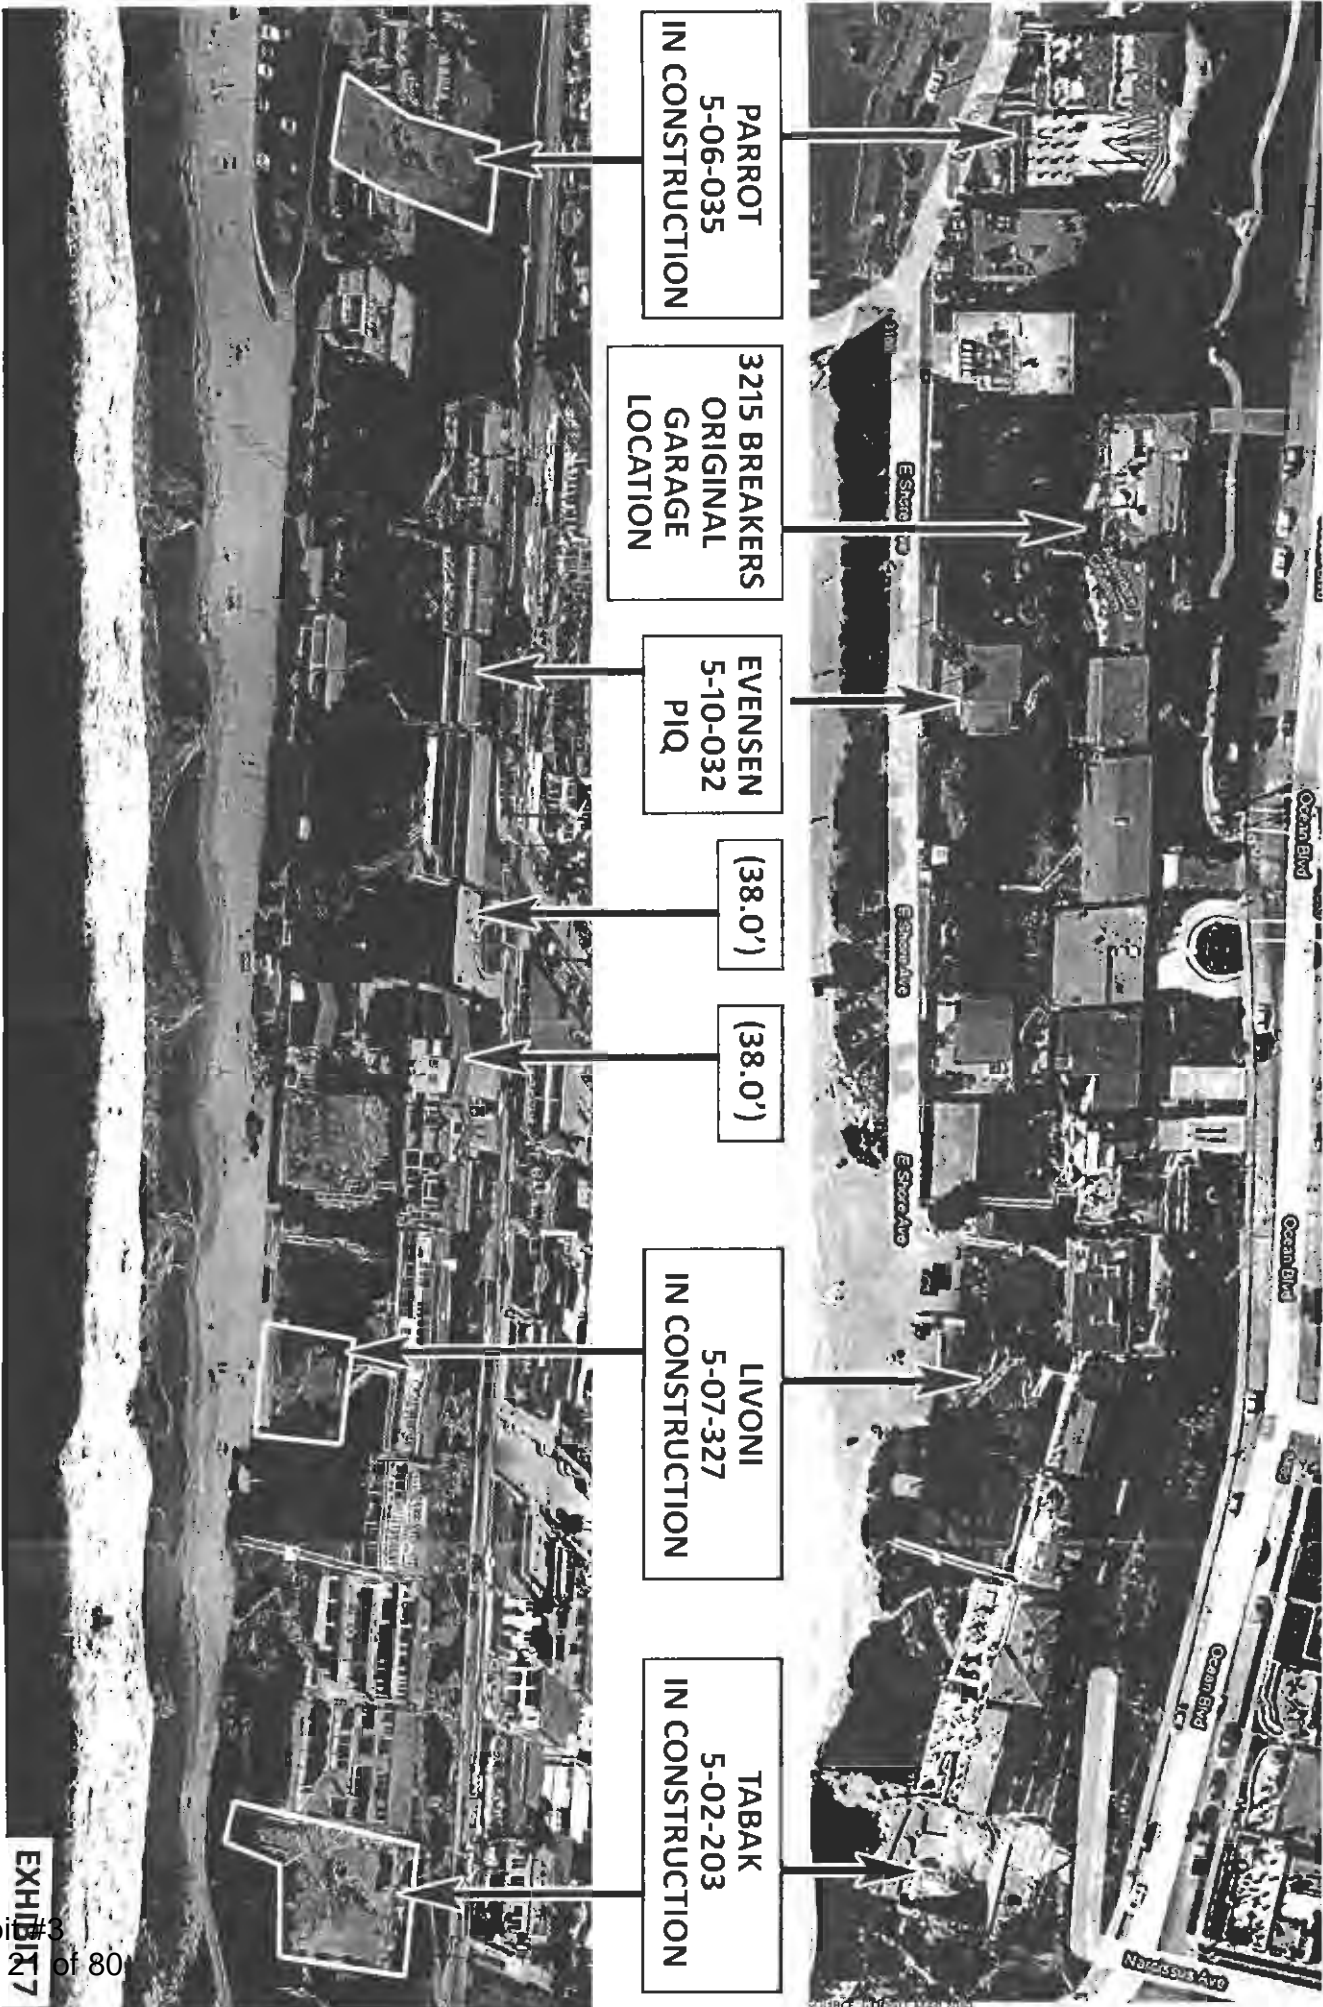 PARROT
5-06-035
IN CONSTRUCTION
3215 BREAKERS
ORIGINAL
GARAGE
LOCATION
EVENSEN
5-10-032
PIQ
(38.0')
(38.0')
LIVONI
5-07-327
IN CONSTRUCTION
TABAK
5-02-203
IN CONSTRUCTION
Ocean Blvd
Ocean Blvd
Ocean Blvd
Narcissus Ave
E Shore
E Shore Ave
E Shore Ave
EXHIBIT 7
#3
21 of 80